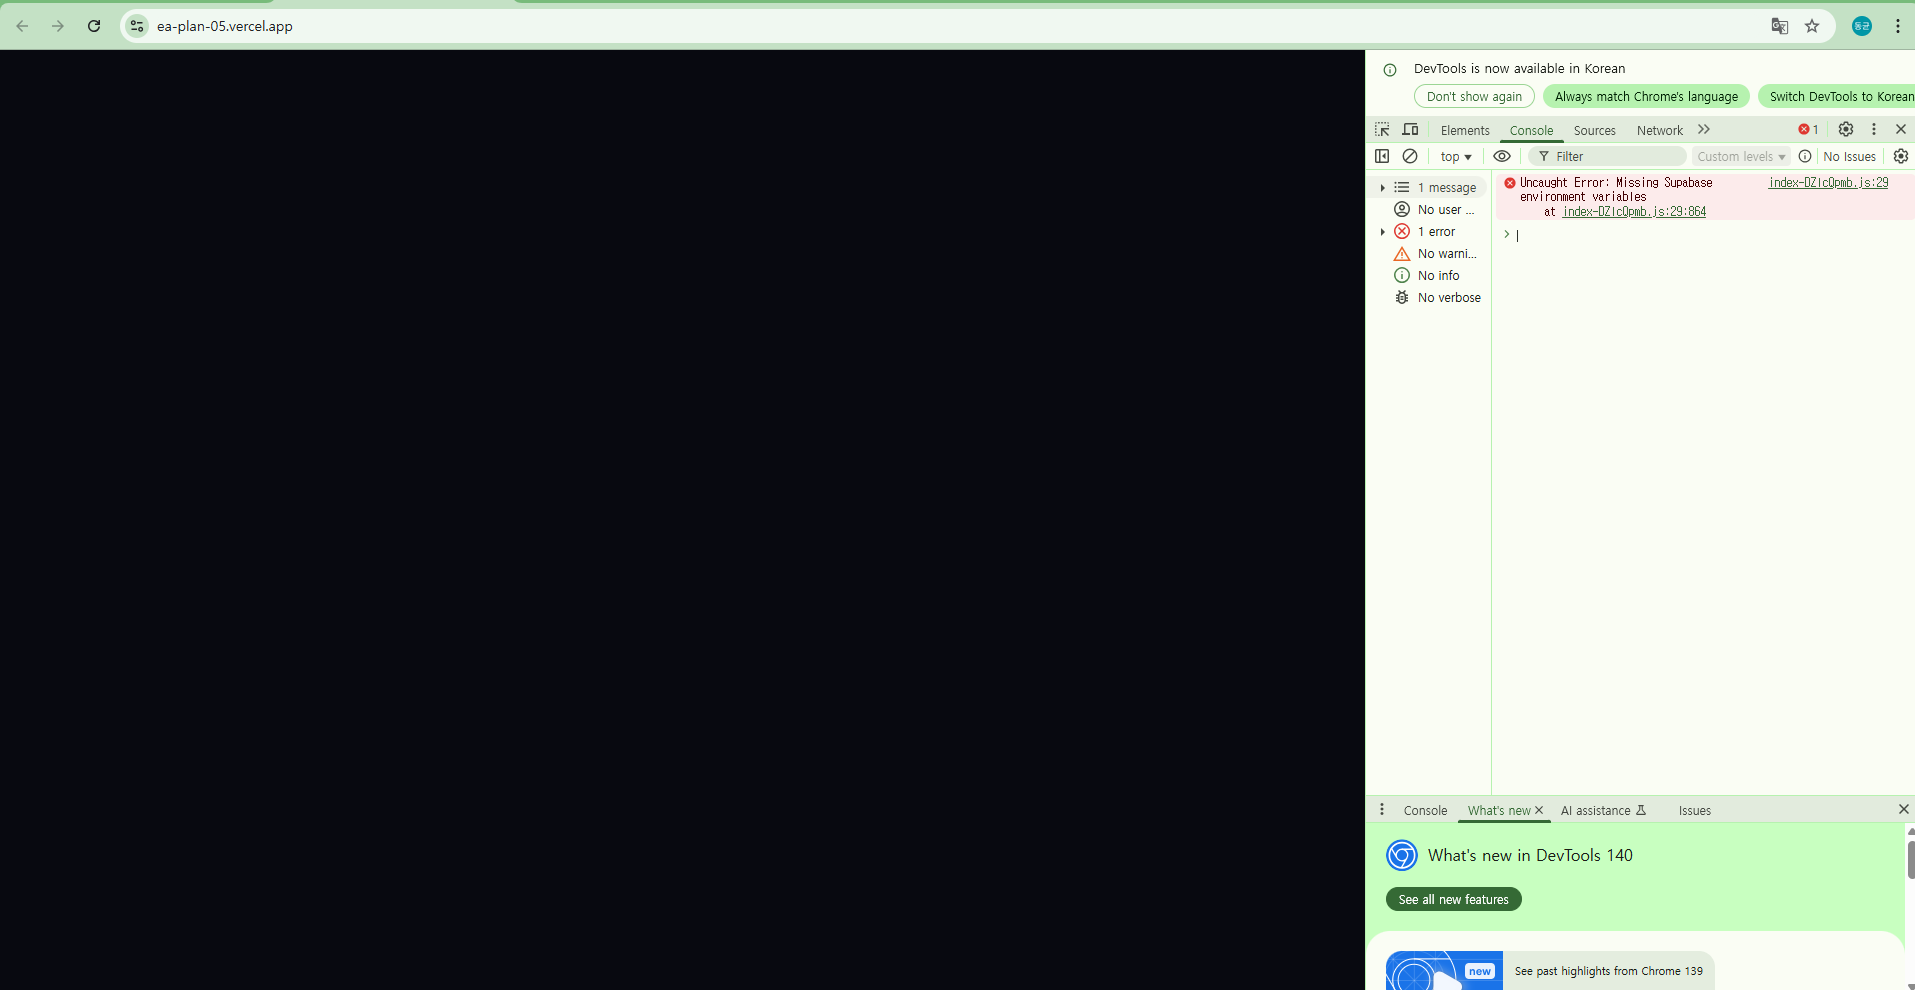 ea-plan-05.vercel.app
동균
DevTools is now available in Korean
Don't show again
Always match Chrome's language
Switch DevTools to Korean
Elements
Console
Sources
Network
1
top
Filter
Custom levels
No Issues
1 message
No user ...
1 error
No warni...
No info
No verbose
Uncaught Error: Missing Supabase
environment variables
at index-DZlcQpmb.js:29:864
index-DZlcQpmb.js:29
Console
What's new
AI assistance
Issues
What's new in DevTools 140
See all new features
new
See past highlights from Chrome 139